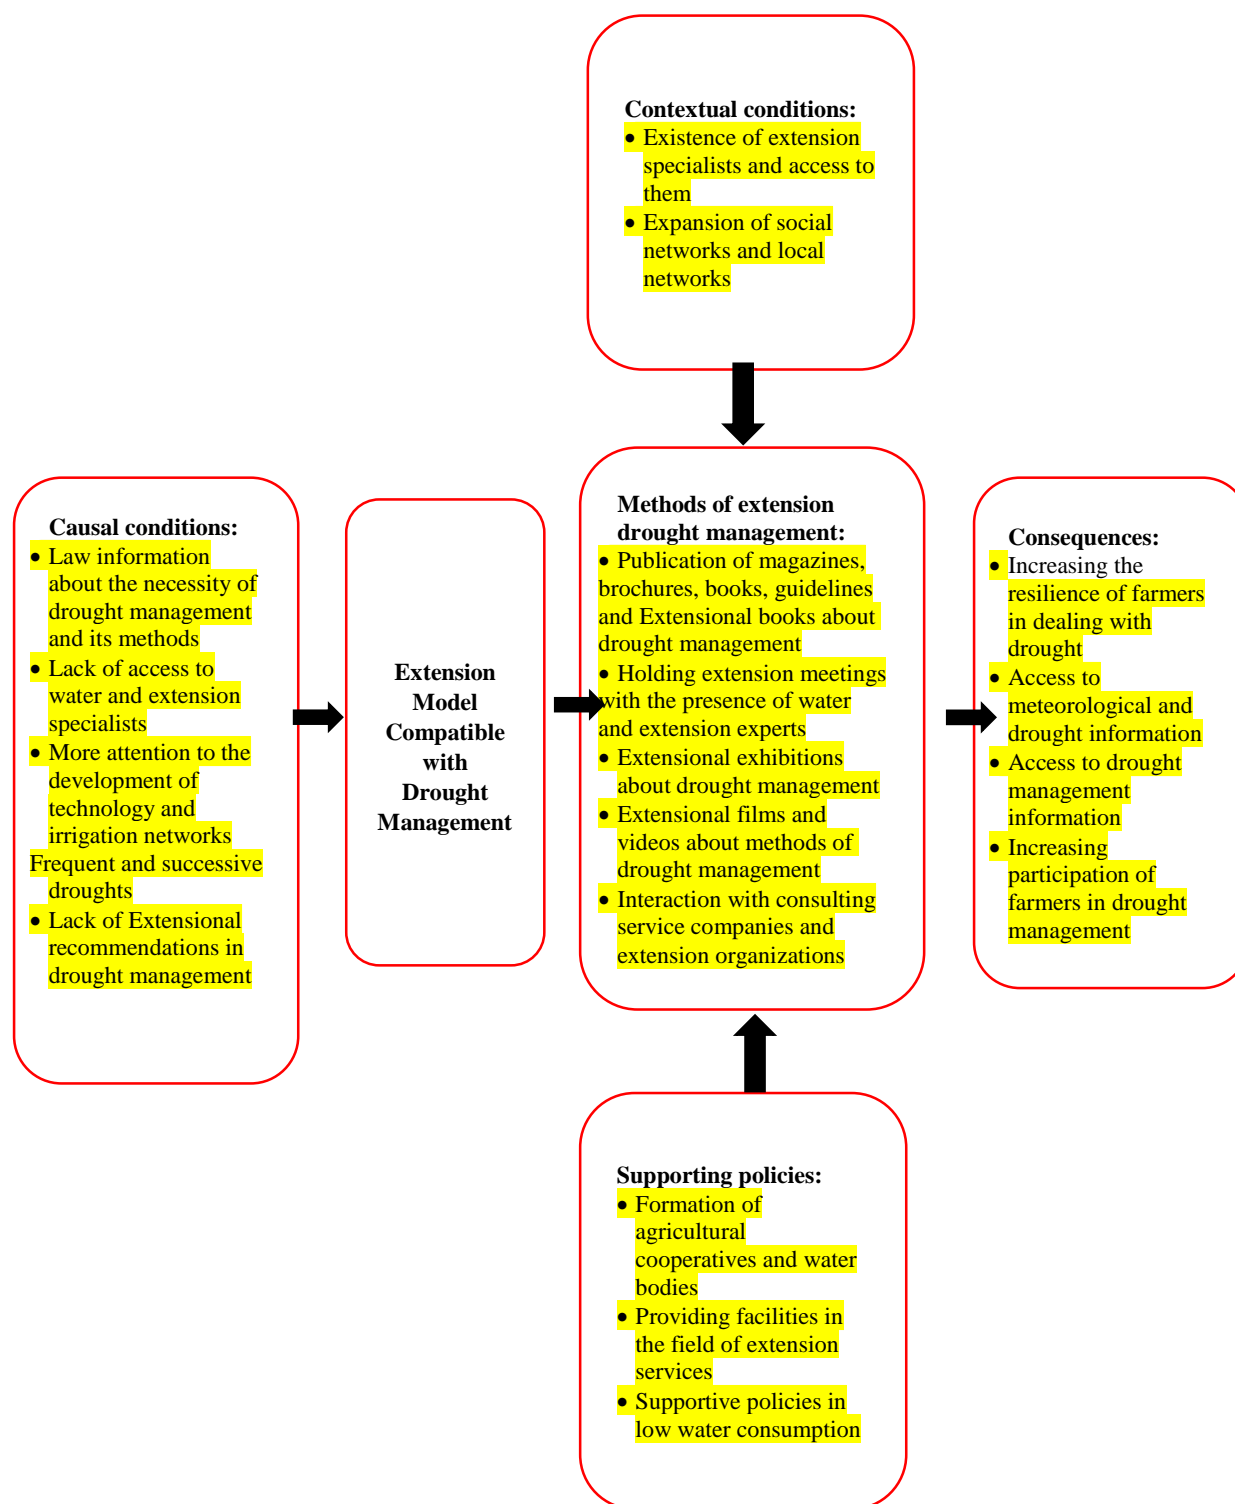 Contextual conditions:
• Existence of extension
specialists and access to
them
• Expansion of social
networks and local
networks
Causal conditions:
• Law information
about the necessity of
drought management
and its methods
• Lack of access to
water and extension
specialists
• More attention to the
development of
technology and
irrigation networks
Frequent and successive
droughts
• Lack of Extensional
recommendations in
drought management
Extension
Model
Compatible
with
Drought
Management
Methods of extension
drought management:
• Publication of magazines,
brochures, books, guidelines
and Extensional books about
drought management
• Holding extension meetings
with the presence of water
and extension experts
• Extensional exhibitions
about drought management
• Extensional films and
videos about methods of
drought management
• Interaction with consulting
service companies and
extension organizations
Consequences:
• Increasing the
resilience of farmers
in dealing with
drought
• Access to
meteorological and
drought information
• Access to drought
management
information
• Increasing
participation of
farmers in drought
management
Supporting policies:
• Formation of
agricultural
cooperatives and water
bodies
• Providing facilities in
the field of extension
services
• Supportive policies in
low water consumption